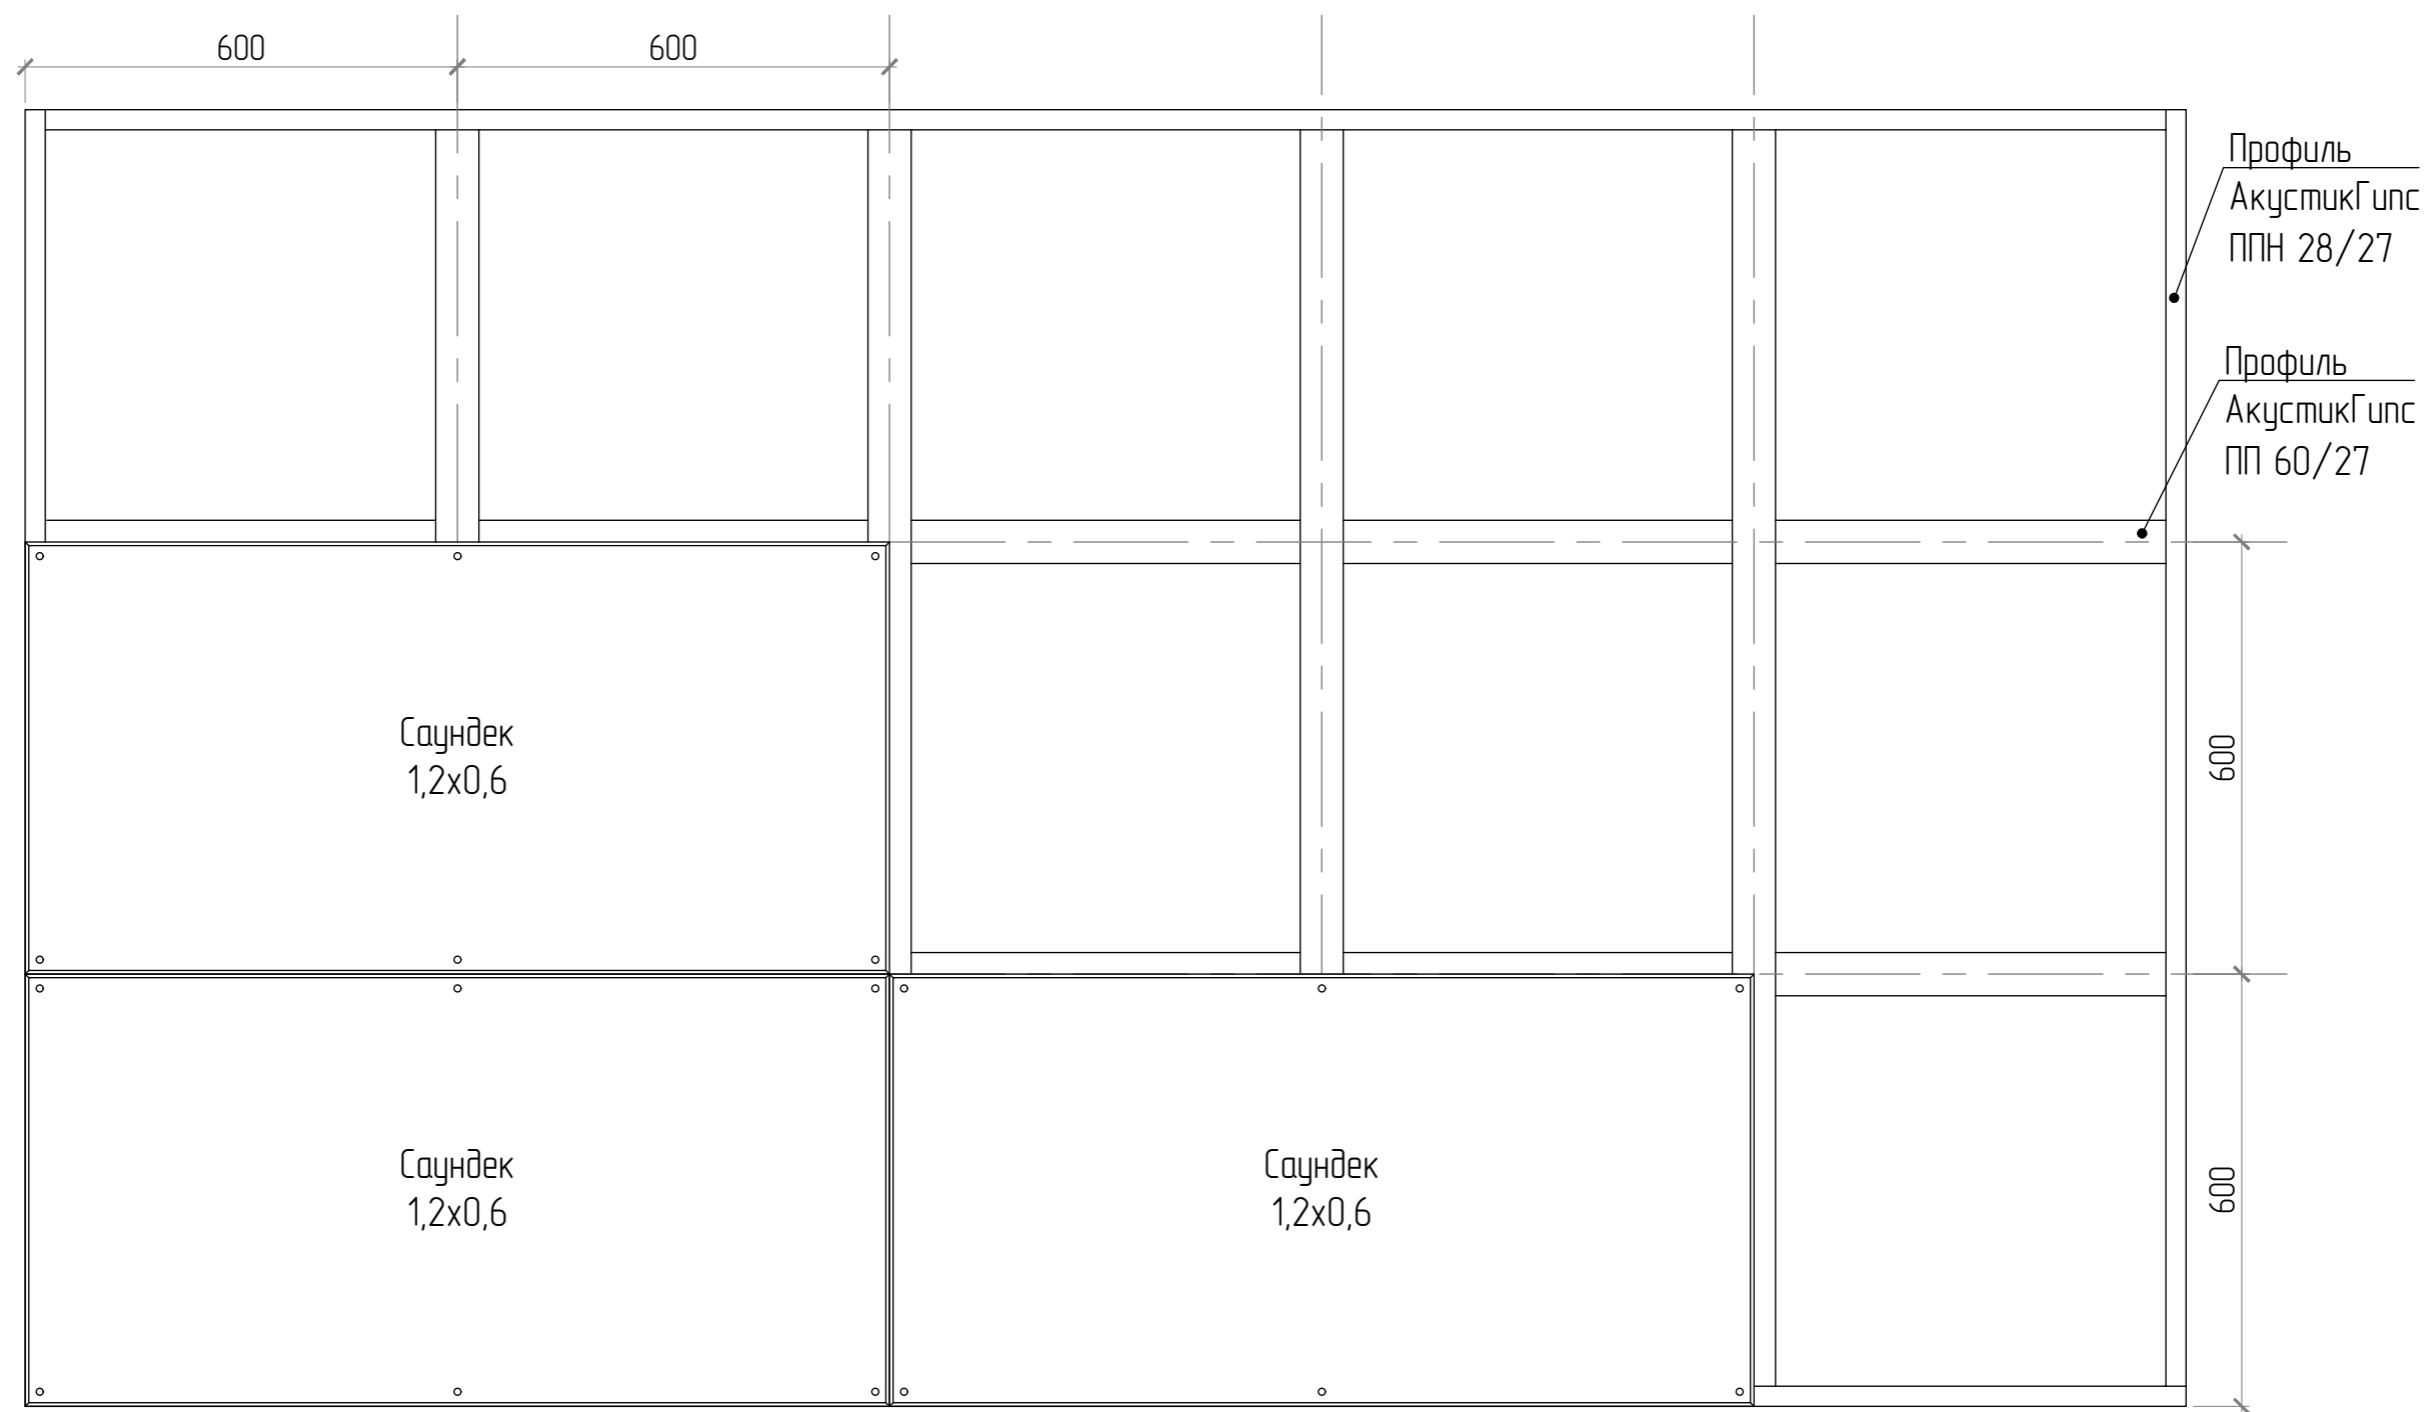 600
600
Профиль
АкустикГипс
ППН 28/27
Профиль
АкустикГипс
ПП 60/27
Саундек
1,2х0,6
600
Саундек
1,2х0,6
Саундек
1,2х0,6
600